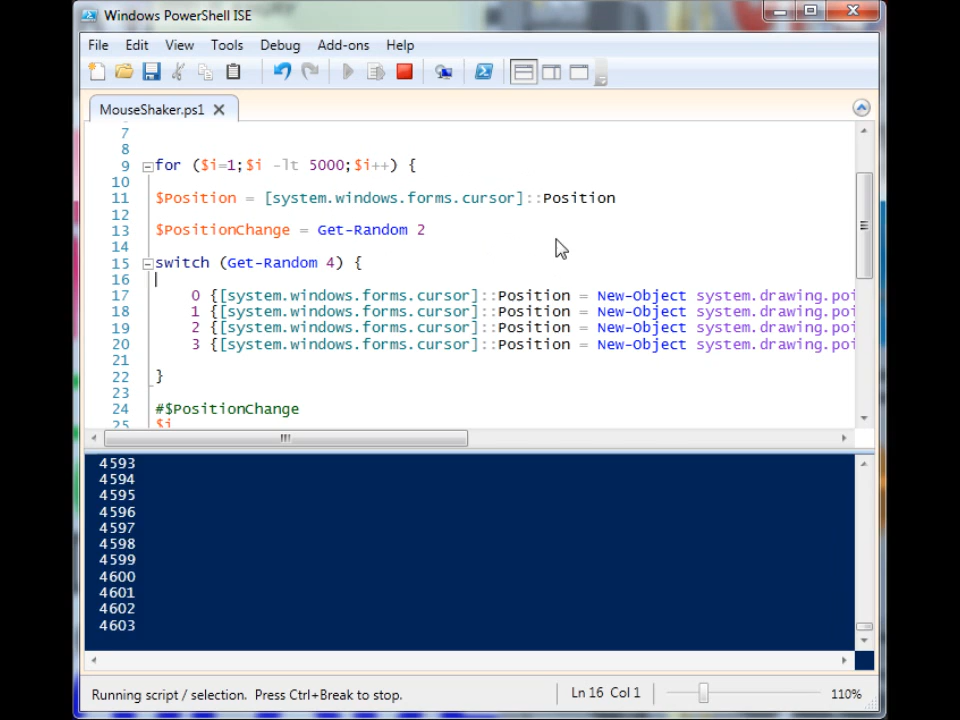 Windows PowerShell ISE
File Edit View Tools Debug Add-ons Help
MouseShaker.ps1
7
8
9 for ($i=1;$i -lt 5000;$i++) {
10
11 $Position = [system.windows.forms.cursor]::Position
12
13 $PositionChange = Get-Random 2
14
15 switch (Get-Random 4) {
16
17 0 {[system.windows.forms.cursor]::Position = New-Object system.drawing.poi
18 1 {[system.windows.forms.cursor]::Position = New-Object system.drawing.poi
19 2 {[system.windows.forms.cursor]::Position = New-Object system.drawing.poi
20 3 {[system.windows.forms.cursor]::Position = New-Object system.drawing.poi
21
22 }
23
24 #$PositionChange
25 $i
4593
4594
4595
4596
4597
4598
4599
4600
4601
4602
4603
Running script / selection. Press Ctrl+Break to stop. Ln 16 Col 1 110%